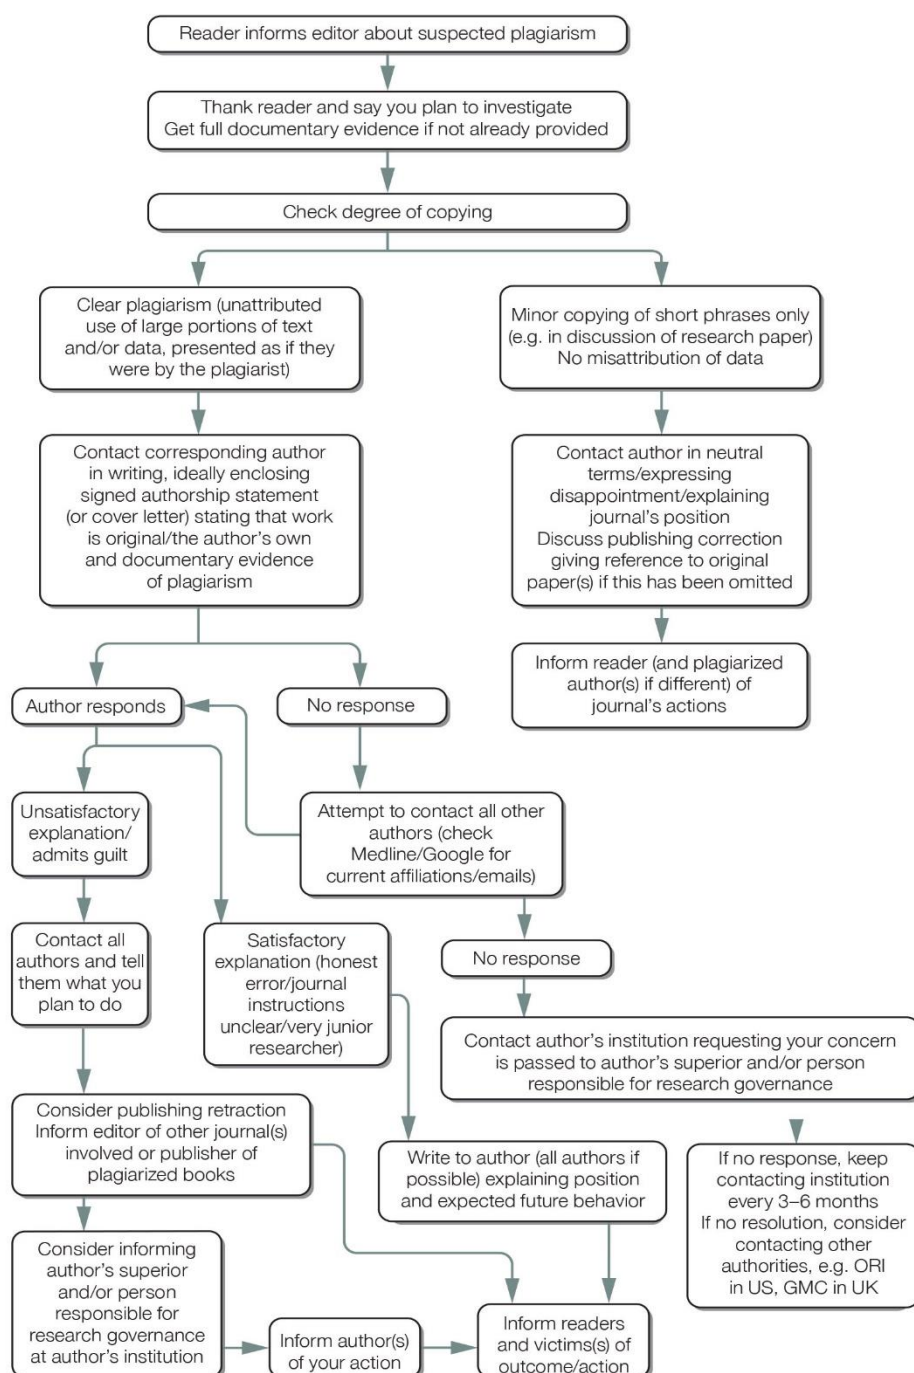 Reader informs editor about suspected plagiarism
Thank reader and say you plan to investigate
Get full documentary evidence if not already provided
Check degree of copying
Clear plagiarism (unattributed
use of large portions of text
and/or data, presented as if they
were by the plagiarist)
Minor copying of short phrases only
(e.g. in discussion of research paper)
No misattribution of data
Contact corresponding author
in writing, ideally enclosing
signed authorship statement
(or cover letter) stating that work
is original/the author's own
and documentary evidence
of plagiarism
Contact author in neutral
terms/expressing
disappointment/explaining
journal's position
Discuss publishing correction
giving reference to original
paper(s) if this has been omitted
Inform reader (and plagiarized
author(s) if different) of
journal's actions
Author responds
No response
Unsatisfactory
explanation/
admits guilt
Attempt to contact all other
authors (check
Medline/Google for
current affiliations/emails)
Contact all
authors and tell
them what you
plan to do
Satisfactory
explanation (honest
error/journal
instructions
unclear/very junior
researcher)
No response
Contact author's institution requesting your concern
is passed to author's superior and/or person
responsible for research governance
Consider publishing retraction
Inform editor of other journal(s)
involved or publisher of
plagiarized books
Write to author (all authors if
possible) explaining position
and expected future behavior
If no response, keep
contacting institution
every 3–6 months
If no resolution, consider
contacting other
authorities, e.g. ORI
in US, GMC in UK
Consider informing
author's superior
and/or person
responsible for
research governance
at author's institution
Inform author(s)
of your action
Inform readers
and victims(s) of
outcome/action